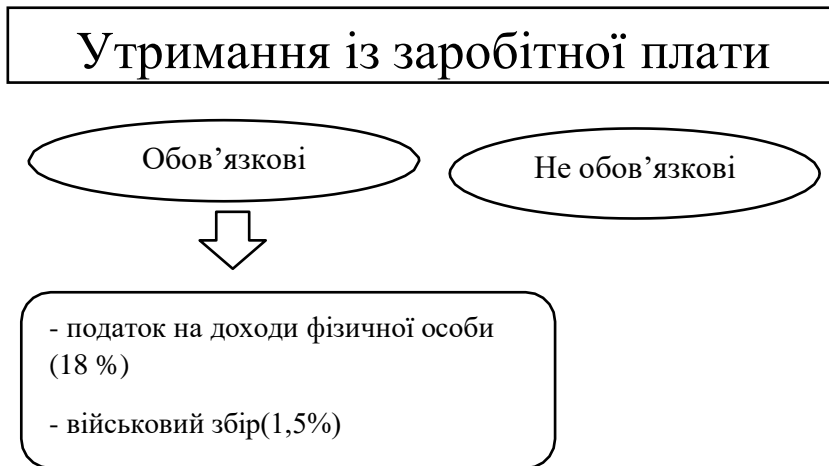 Утримання із заробітної плати
Обов’язкові
Не обов’язкові
- податок на доходи фізичної особи
(18 %)
- військовий збір(1,5%)